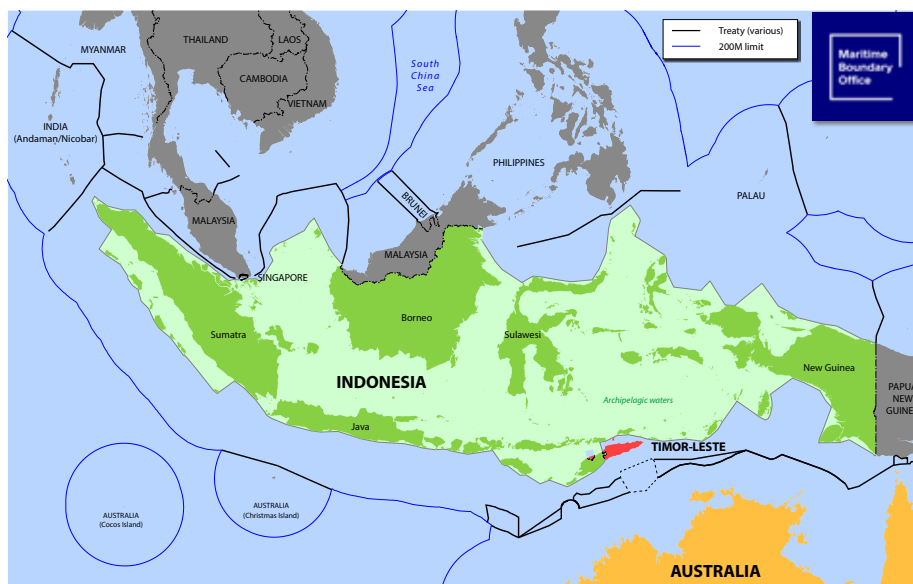 Treaty (various)
200M limit
Maritime
Boundary
Office
MYANMAR
THAILAND
LAOS
CAMBODIA
VIETNAM
South
China
Sea
INDIA
(Andaman/Nicobar)
PHILIPPINES
PALAU
MALAYSIA
BRUNEI
MALAYSIA
SINGAPORE
Sumatra
Borneo
Sulawesi
New Guinea
PAPUA
NEW
GUINEA
INDONESIA
Archipelagic waters
Java
TIMOR-LESTE
AUSTRALIA
(Cocos Island)
AUSTRALIA
(Christmas Island)
AUSTRALIA